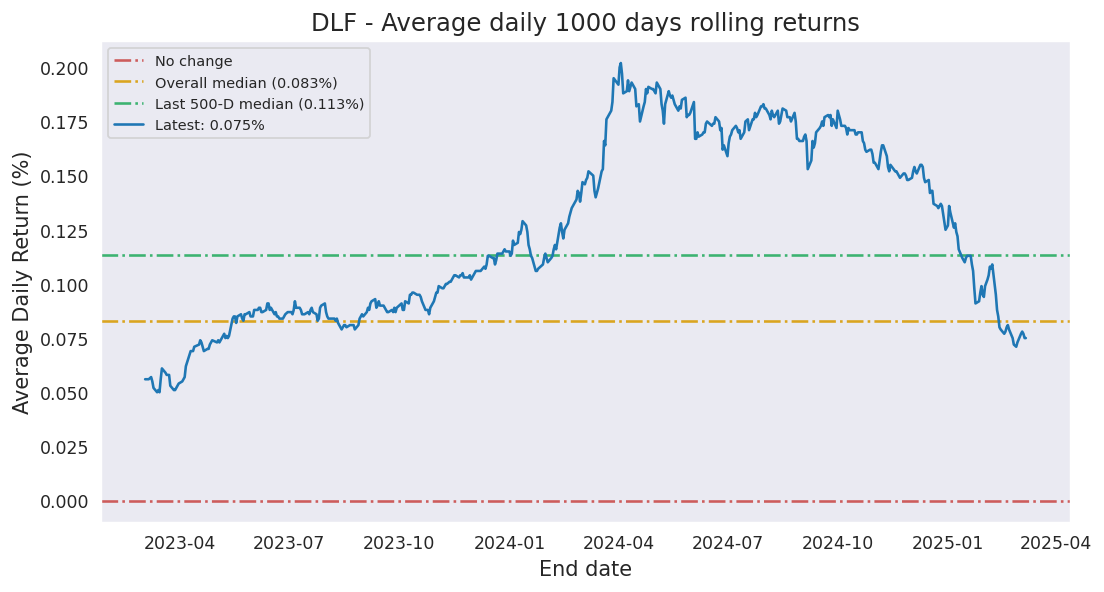 DLF - Average daily 1000 days rolling returns
No change
Overall median (0.083%)
Last 500-D median (0.113%)
Latest: 0.075%
Average Daily Return (%)
0.200
0.175
0.150
0.125
0.100
0.075
0.050
0.025
0.000
2023-04 2023-07 2023-10 2024-01 2024-04 2024-07 2024-10 2025-01 2025-04
End date